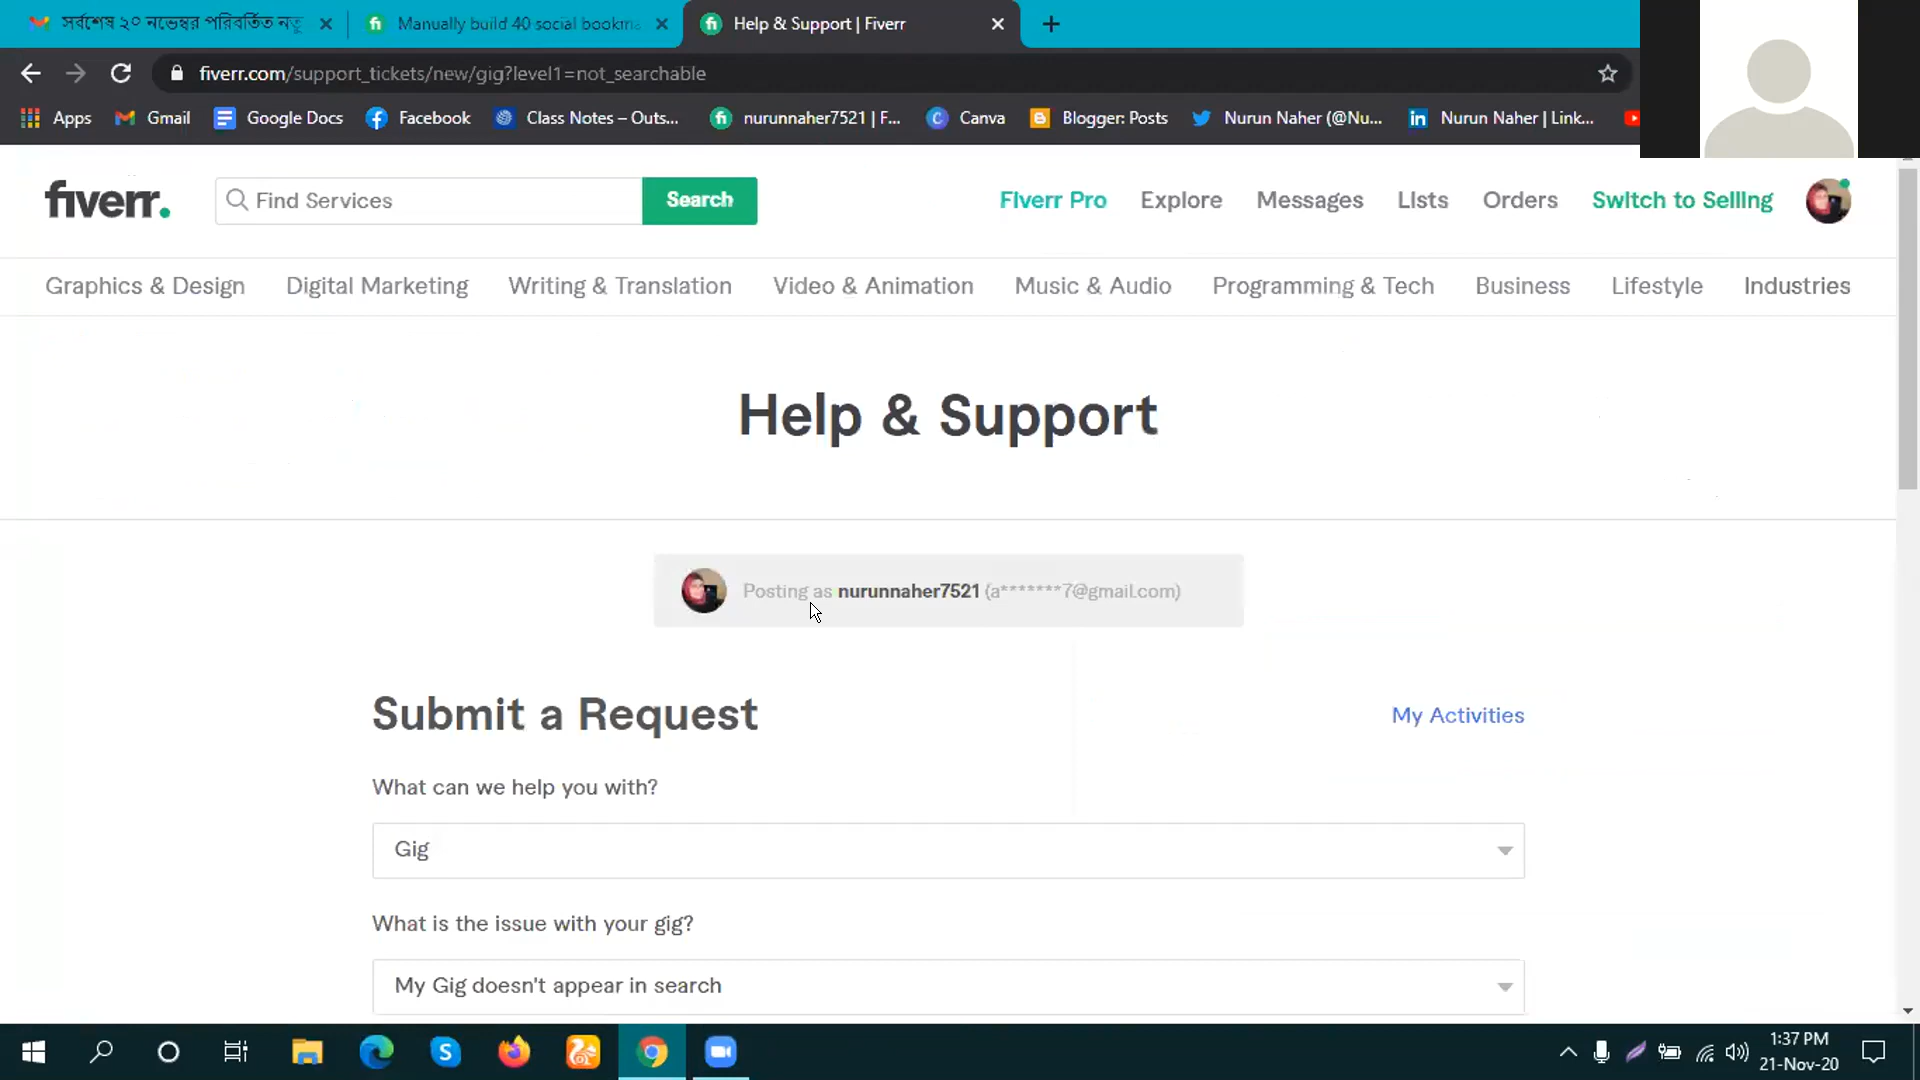 সর্বশেষ ২০ নভেম্বর পরিবর্তিত নতু
Manually build 40 social bookma
Help & Support | Fiverr
fiverr.com/support_tickets/new/gig?level1=not_searchable
Apps
Gmail
Google Docs
Facebook
Class Notes – Outs...
nurunnaher7521 | F...
Canva
Blogger: Posts
Nurun Naher (@Nu...
Nurun Naher | Link...
fiverr.
Find Services
Search
Fiverr Pro
Explore
Messages
Lists
Orders
Switch to Selling
Graphics & Design
Digital Marketing
Writing & Translation
Video & Animation
Music & Audio
Programming & Tech
Business
Lifestyle
Industries
Help & Support
Posting as nurunnaher7521 (a*******7@gmail.com)
Submit a Request
My Activities
What can we help you with?
Gig
What is the issue with your gig?
My Gig doesn't appear in search
1:37 PM
21-Nov-20